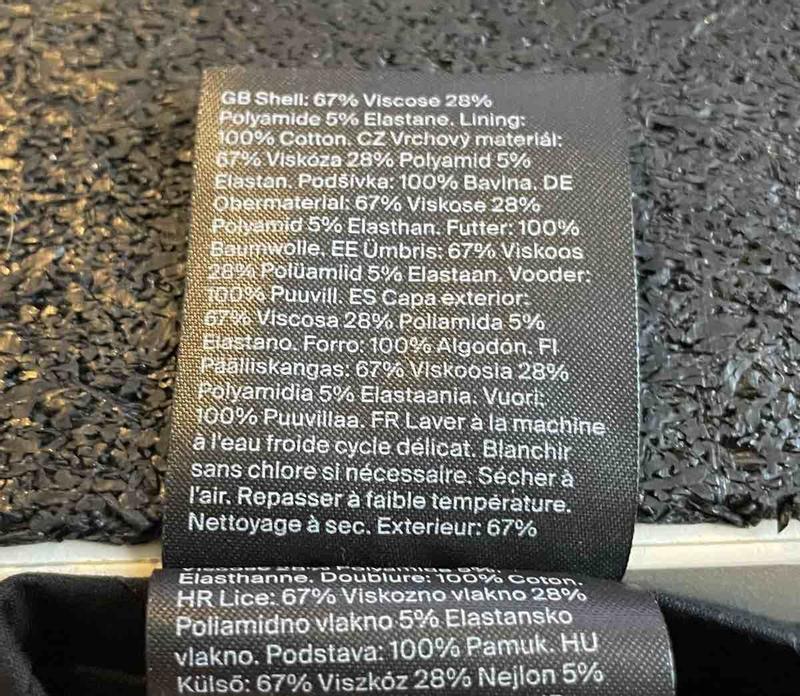 GB Shell: 67% Viscose 28%
Polyamide 5% Elastane. Lining:
100% Cotton. CZ Vrchový materiál:
67% Viskóza 28% Polyamid 5%
Elastan. Podšívka: 100% Bavlna. DE
Obermaterial: 67% Viskose 28%
Polyamid 5% Elasthan. Futter: 100%
Baumwolle. EE Ümbris: 67% Viskoos
28% Polüamiid 5% Elastaan. Vooder:
100% Puuvill. ES Capa exterior:
67% Viscosa 28% Poliamida 5%
Elastano. Forro: 100% Algodón. FI
Päälliskangas: 67% Viskoosia 28%
Polyamidia 5% Elastaania. Vuori:
100% Puuvillaa. FR Laver à la machine
à l'eau froide cycle délicat. Blanchir
sans chlore si nécessaire. Sécher à
l'air. Repasser à faible température.
Nettoyage à sec. Exterieur: 67%
Elasthanne. Doublure: 100% Coton.
HR Lice: 67% Viskozno vlakno 28%
Poliamidno vlakno 5% Elastansko
vlakno. Podstava: 100% Pamuk. HU
Külső: 67% Viszkóz 28% Nejlon 5%